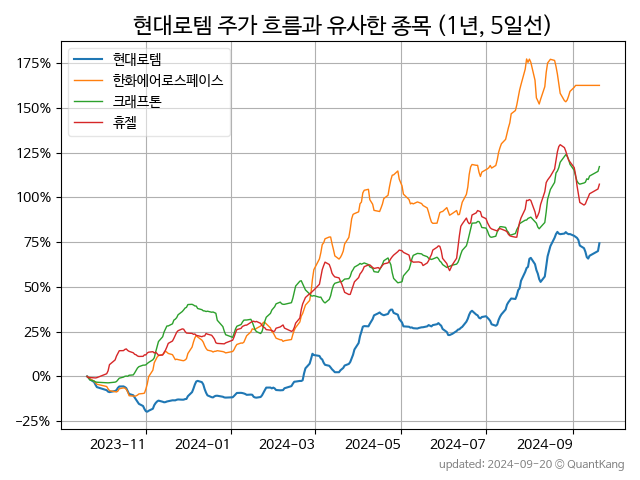 현대로템 주가 흐름과 유사한 종목 (1년, 5일선)
현대로템
한화에어로스페이스
크래프톤
휴젤
175%
150%
125%
100%
75%
50%
25%
0%
−25%
2023-11
2024-01
2024-03
2024-05
2024-07
2024-09
updated: 2024-09-20 © QuantKang